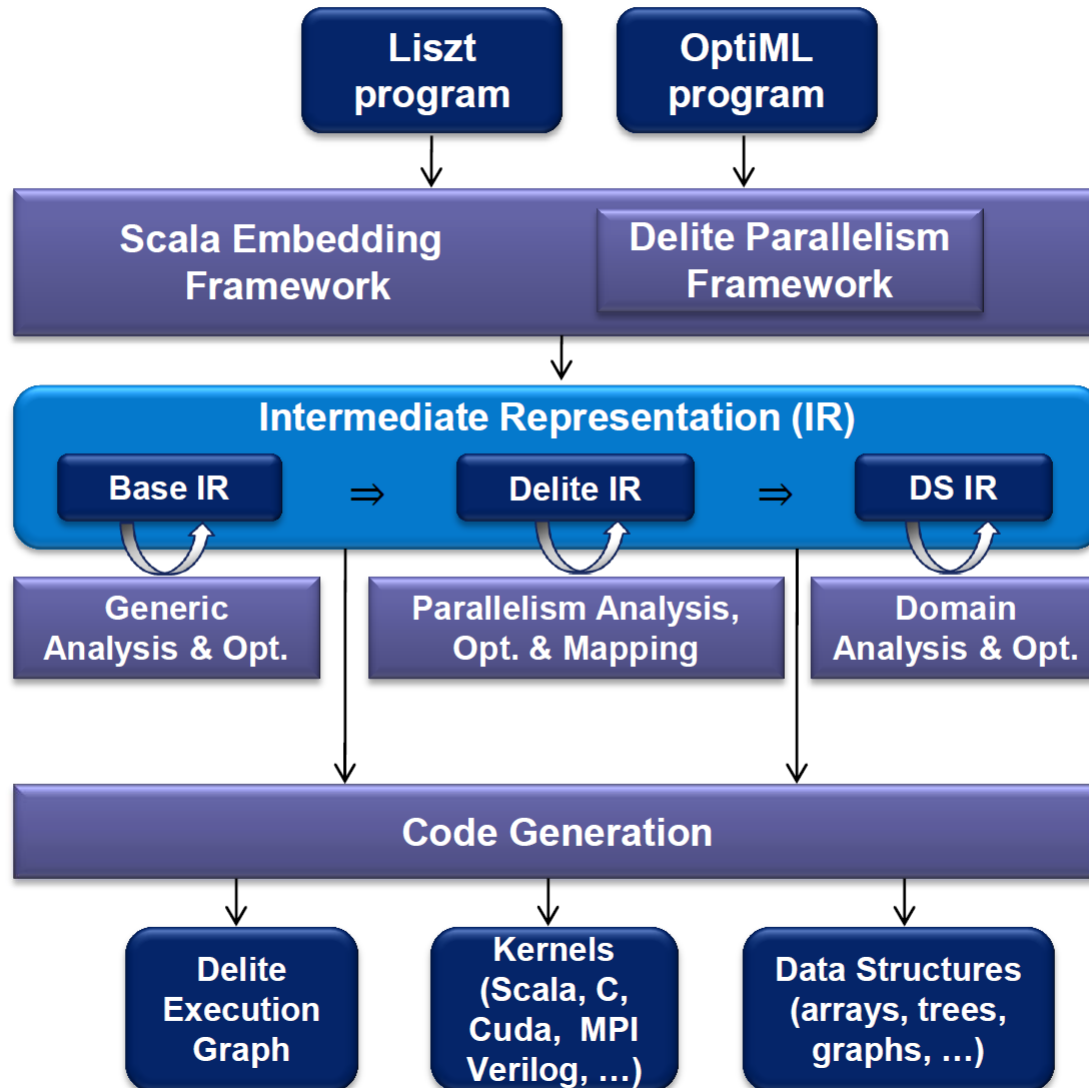 Liszt
program
OptiML
program
Scala Embedding
Framework
Delite Parallelism
Framework
Intermediate Representation (IR)
Base IR
⇒
Delite IR
⇒
DS IR
Generic
Analysis & Opt.
Parallelism Analysis,
Opt. & Mapping
Domain
Analysis & Opt.
Code Generation
Delite
Execution
Graph
Kernels
(Scala, C,
Cuda, MPI
Verilog, …)
Data Structures
(arrays, trees,
graphs, …)